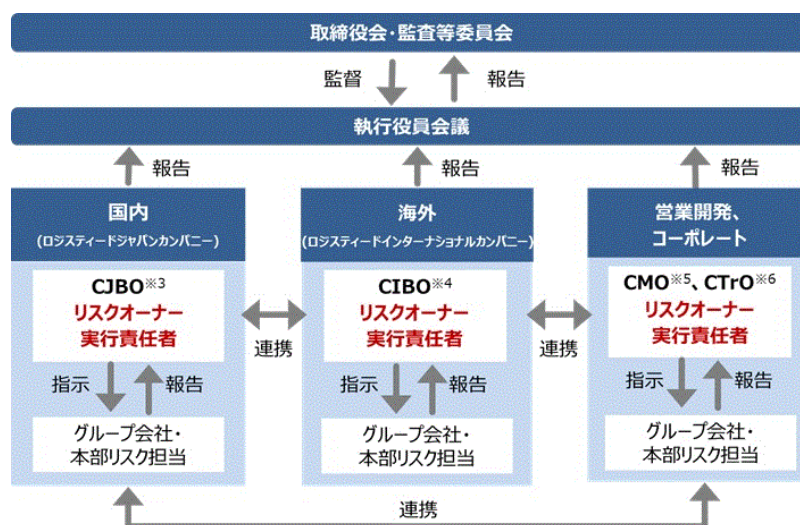 取締役会・監査等委員会
監督
報告
執行役員会議
報告
報告
報告
国内
(ロジスティードジャパンカンパニー)
海外
(ロジスティードインターナショナルカンパニー)
営業開発、
コーポレート
CJBO※3
リスクオーナー
実行責任者
連携
CIBO※4
リスクオーナー
実行責任者
連携
CMO※5、CTrO※6
リスクオーナー
実行責任者
指示
報告
指示
報告
指示
報告
グループ会社・
本部リスク担当
グループ会社・
本部リスク担当
グループ会社・
本部リスク担当
連携